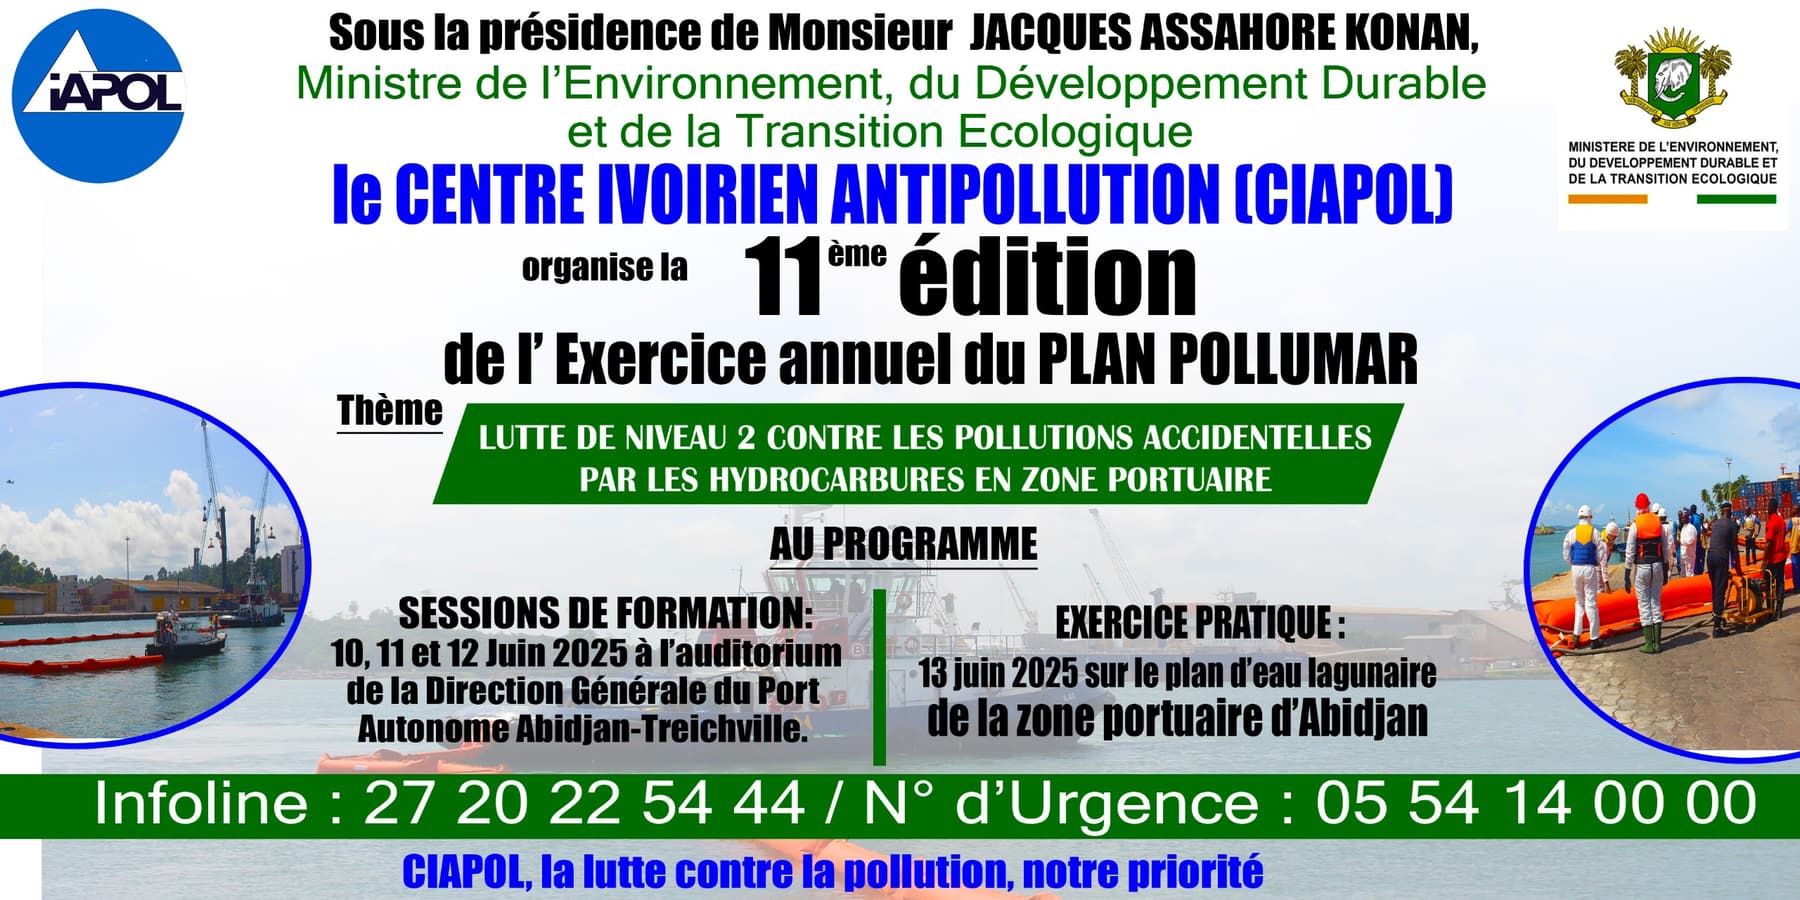 CIAPOL
Sous la présidence de Monsieur JACQUES ASSAHORE KONAN,
Ministre de l'Environnement, du Développement Durable
et de la Transition Ecologique
MINISTERE DE L'ENVIRONNEMENT,
DU DEVELOPPEMENT DURABLE ET
DE LA TRANSITION ECOLOGIQUE
le CENTRE IVOIRIEN ANTIPOLLUTION (CIAPOL)
organise la 11ème édition
de l' Exercice annuel du PLAN POLLUMAR
Thème
LUTTE DE NIVEAU 2 CONTRE LES POLLUTIONS ACCIDENTELLES
PAR LES HYDROCARBURES EN ZONE PORTUAIRE
AU PROGRAMME
SESSIONS DE FORMATION:
10, 11 et 12 Juin 2025 à l'auditorium
de la Direction Générale du Port
Autonome Abidjan-Treichville.
EXERCICE PRATIQUE :
13 juin 2025 sur le plan d'eau lagunaire
de la zone portuaire d'Abidjan
Infoline : 27 20 22 54 44 / N° d'Urgence : 05 54 14 00 00
CIAPOL, la lutte contre la pollution, notre priorité